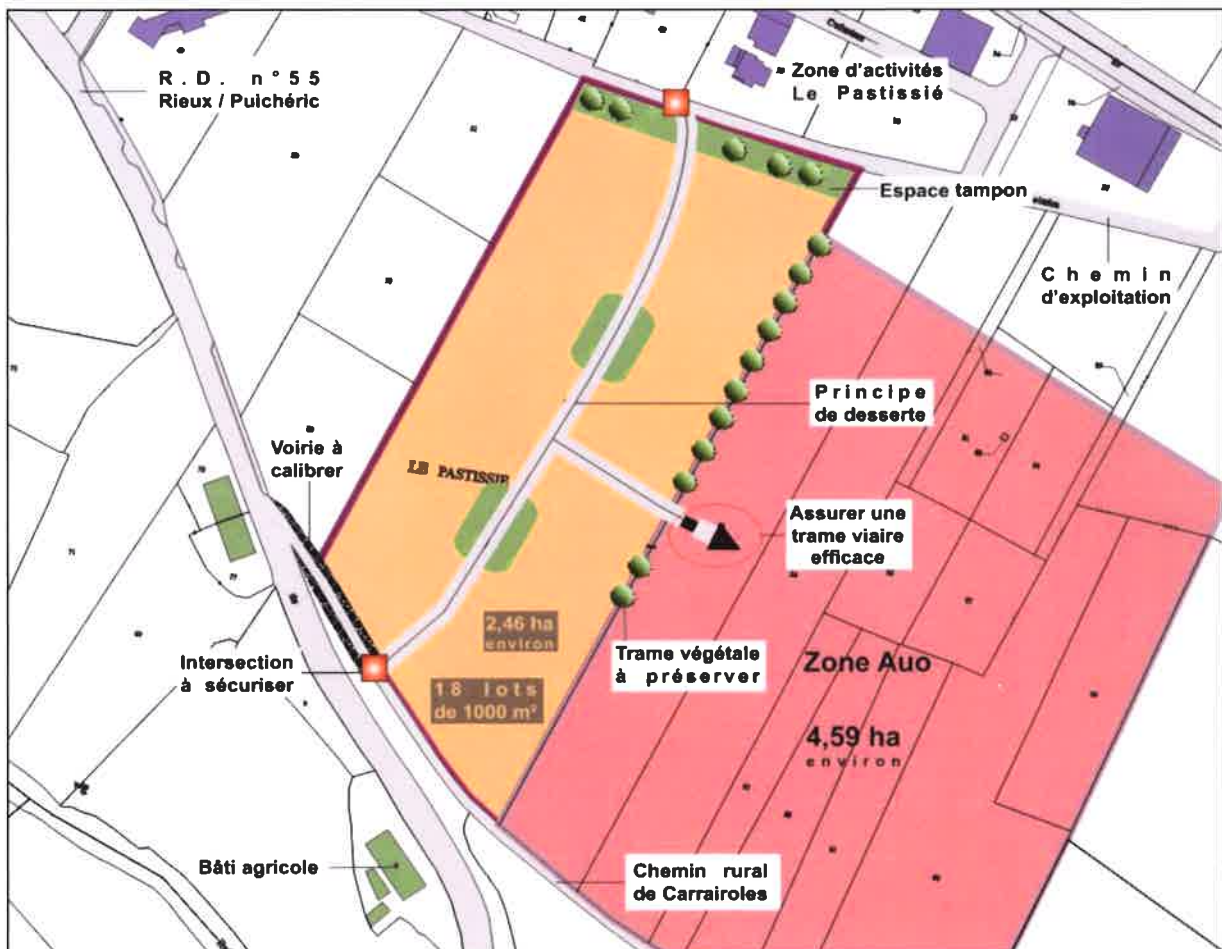 R.D. n°55
Rieux / Puichéric
Zone d'activités
Le Pastissié
Espace tampon
Chemin
d'exploitation
Principe
de desserte
Voirie à
calibrer
LE PASTISSIE
Assurer une
trame viaire
efficace
2,46 ha
environ
Intersection
à sécuriser
Trame végétale
à préserver
Zone Auo
18 lots
de 1000 m²
4,59 ha
environ
Bâti agricole
Chemin rural
de Carrairoles